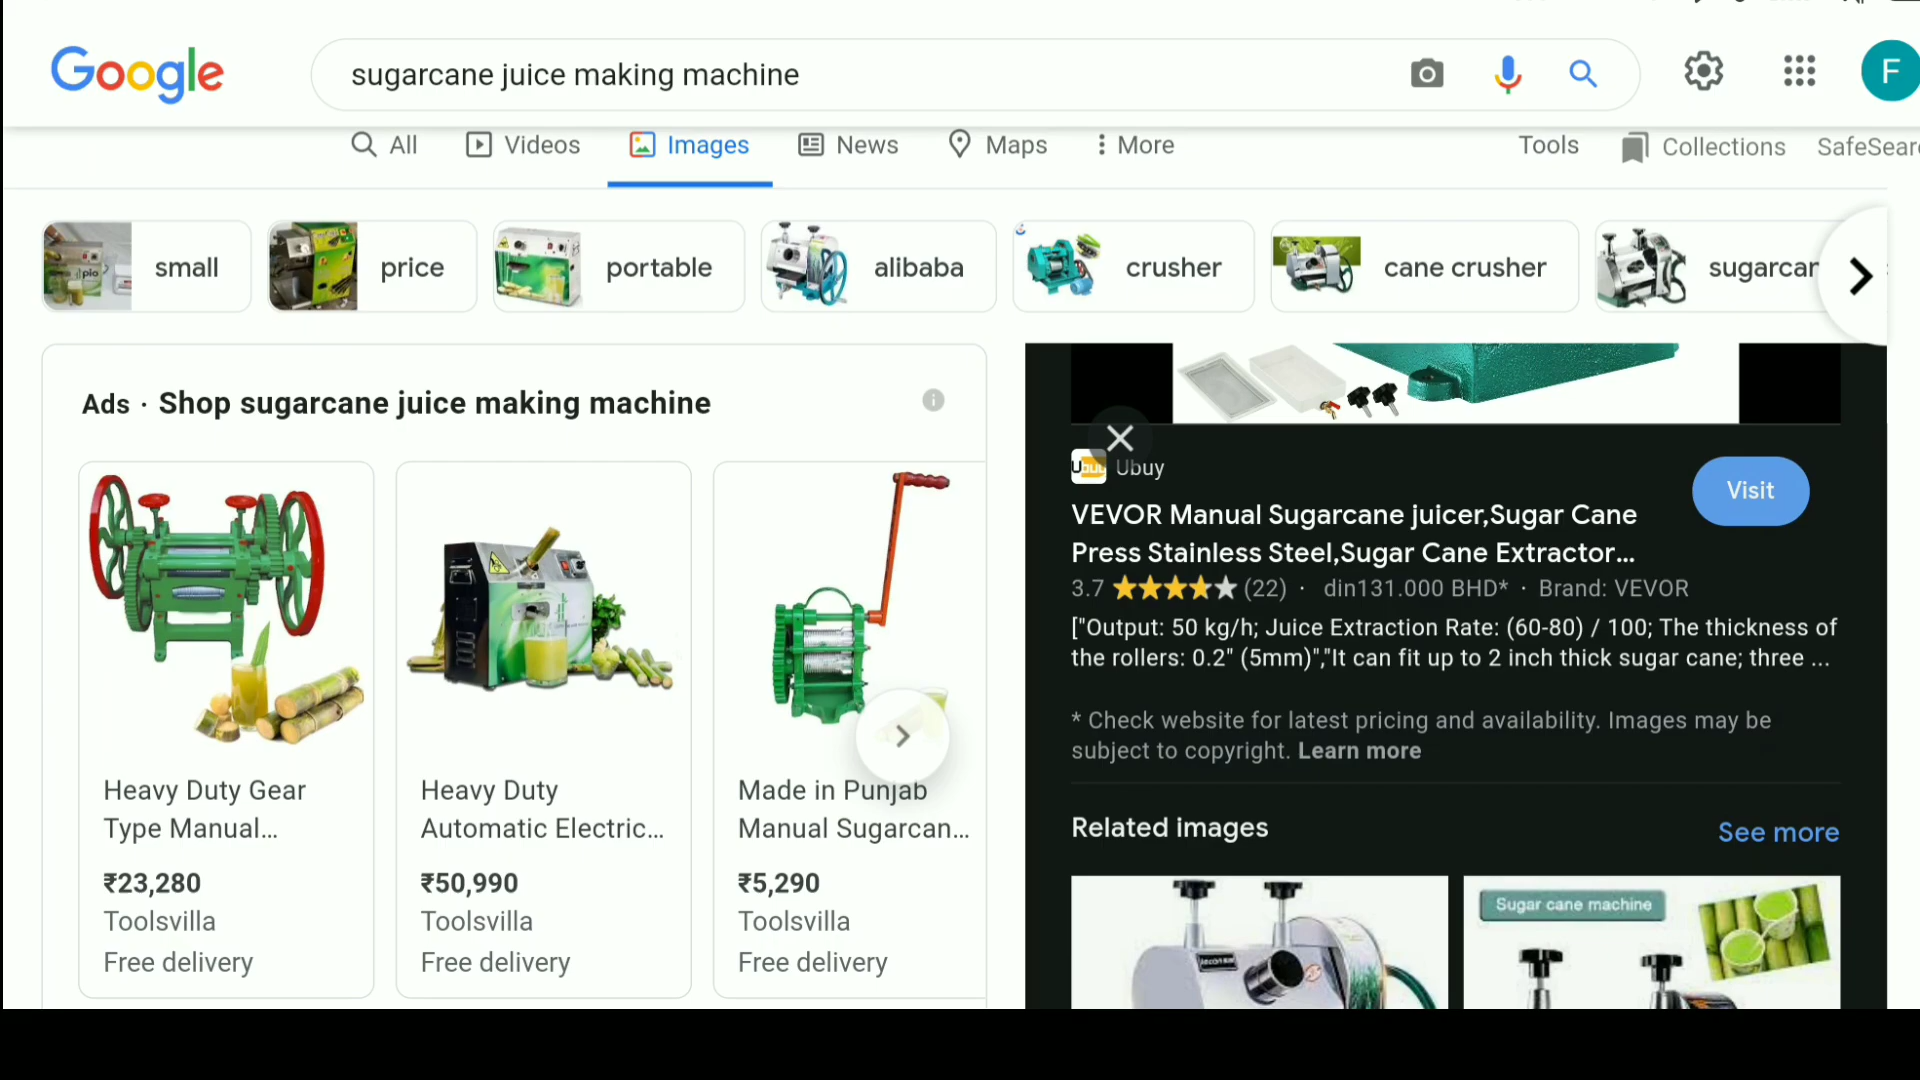 Google
sugarcane juice making machine
F
All
Videos
Images
News
Maps
More
Tools
Collections
small
price
portable
alibaba
crusher
cane crusher
Ads · Shop sugarcane juice making machine
Heavy Duty Gear
Type Manual...
₹23,280
Toolsvilla
Free delivery
Heavy Duty
Automatic Electric...
₹50,990
Toolsvilla
Free delivery
Made in Punjab
Manual Sugarcan...
₹5,290
Toolsvilla
Free delivery
Ubuy
Visit
VEVOR Manual Sugarcane juicer,Sugar Cane
Press Stainless Steel,Sugar Cane Extractor...
3.7 (22) · din131.000 BHD* · Brand: VEVOR
["Output: 50 kg/h; Juice Extraction Rate: (60-80) / 100; The thickness of
the rollers: 0.2" (5mm)","It can fit up to 2 inch thick sugar cane; three ...
* Check website for latest pricing and availability. Images may be
subject to copyright. Learn more
Related images
See more
Sugar cane machine